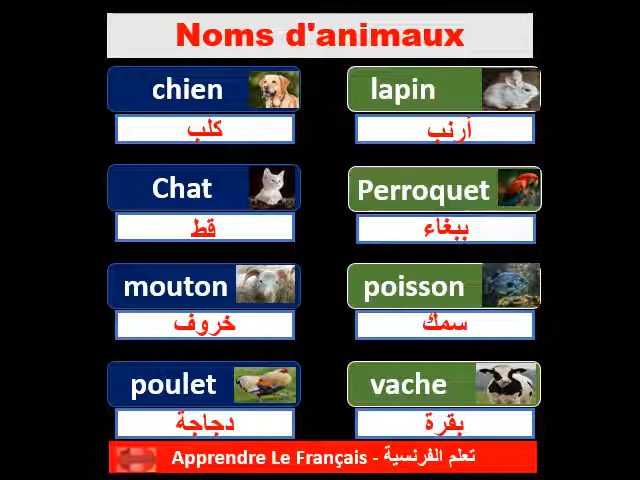 Noms d'animaux
chien
كلب
lapin
أرنب
Chat
قط
Perroquet
ببغاء
mouton
خروف
poisson
سمك
poulet
دجاجة
vache
بقرة
Apprendre Le Français - تعلم الفرنسية